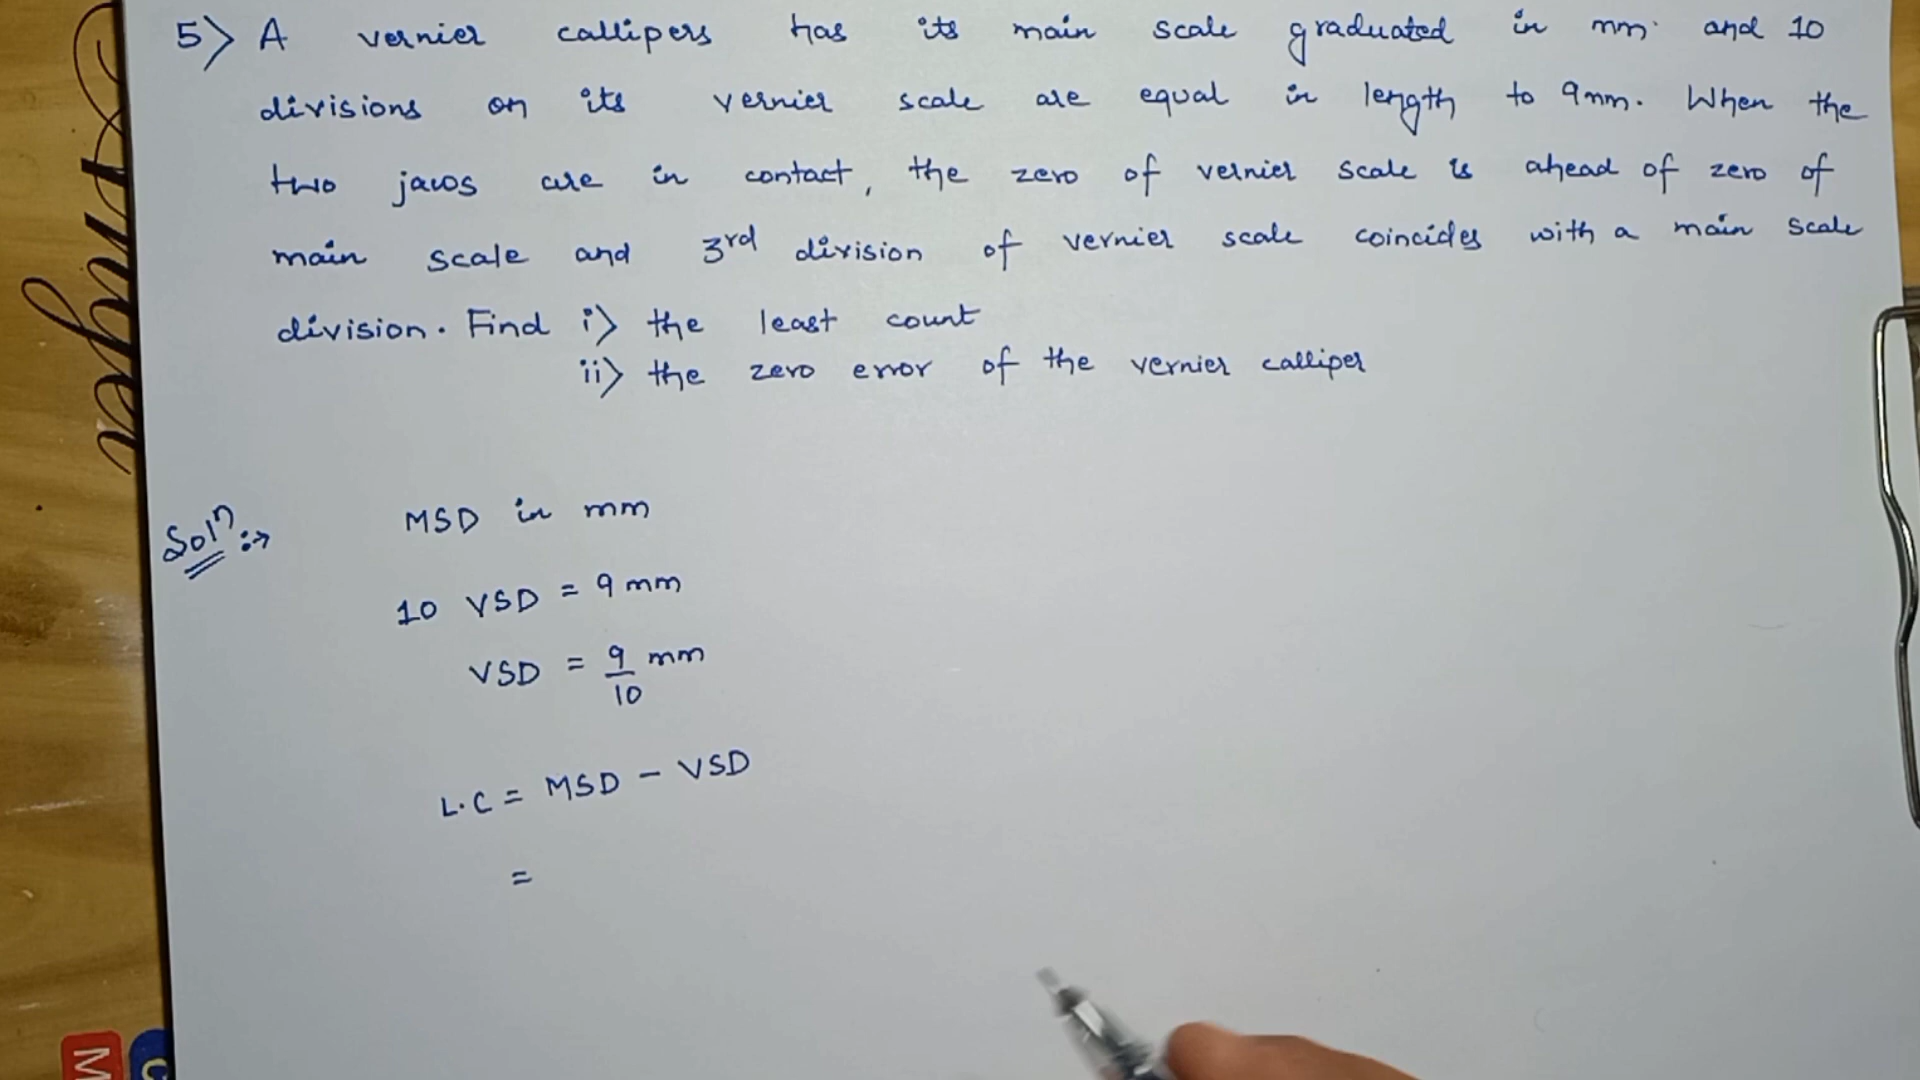 5) A vernier callipers has its main scale graduated in mm. and 10
divisions on its vernier scale are equal in length to 9mm. When the
two jaws are in contact, the zero of vernier scale is ahead of zero of
main scale and 3rd division of vernier scale coincides with a main scale
division. Find i) the least count
ii) the zero error of the vernier calliper
Soln :→
MSD in mm
10 VSD = 9 mm
VSD = 9/10 mm
L.C = MSD - VSD
=
M